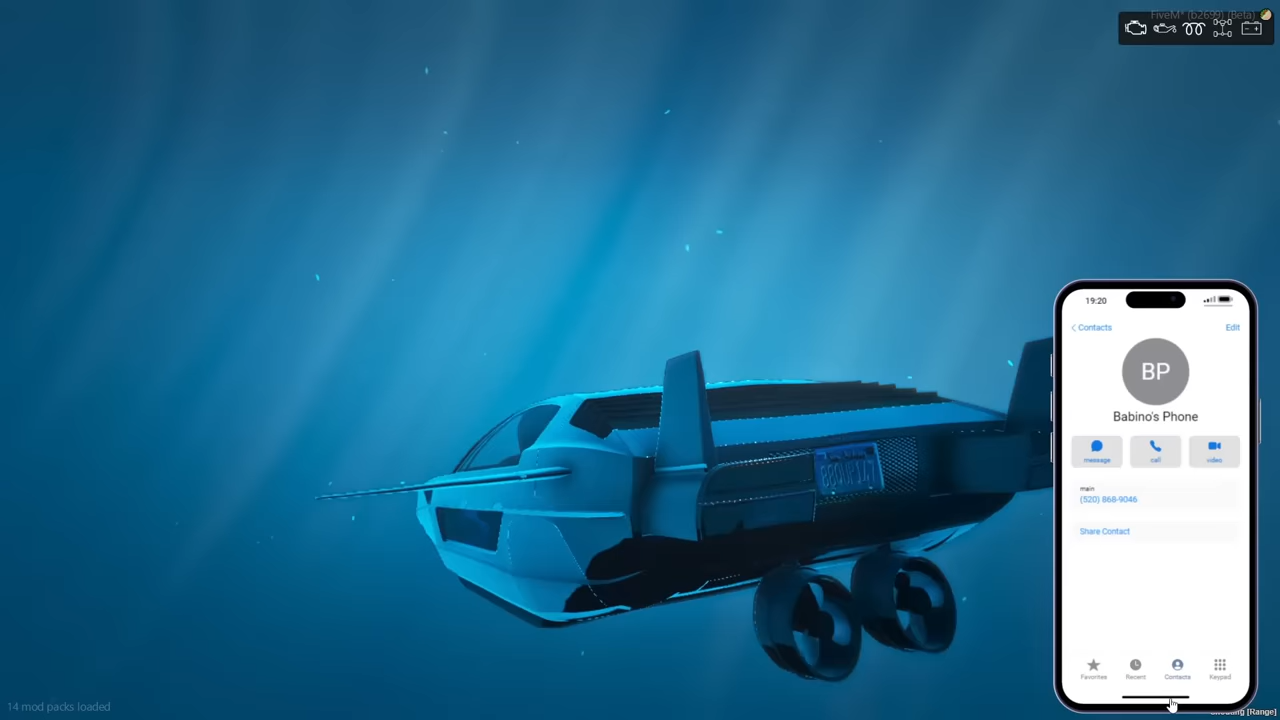 FiveM* (b2699) (Beta)
19:20
Contacts
Edit
BP
Babino's Phone
message
call
video
main
(520) 868-9046
Share Contact
Favorites
Recent
Contacts
Keypad
14 mod packs loaded
[Range]